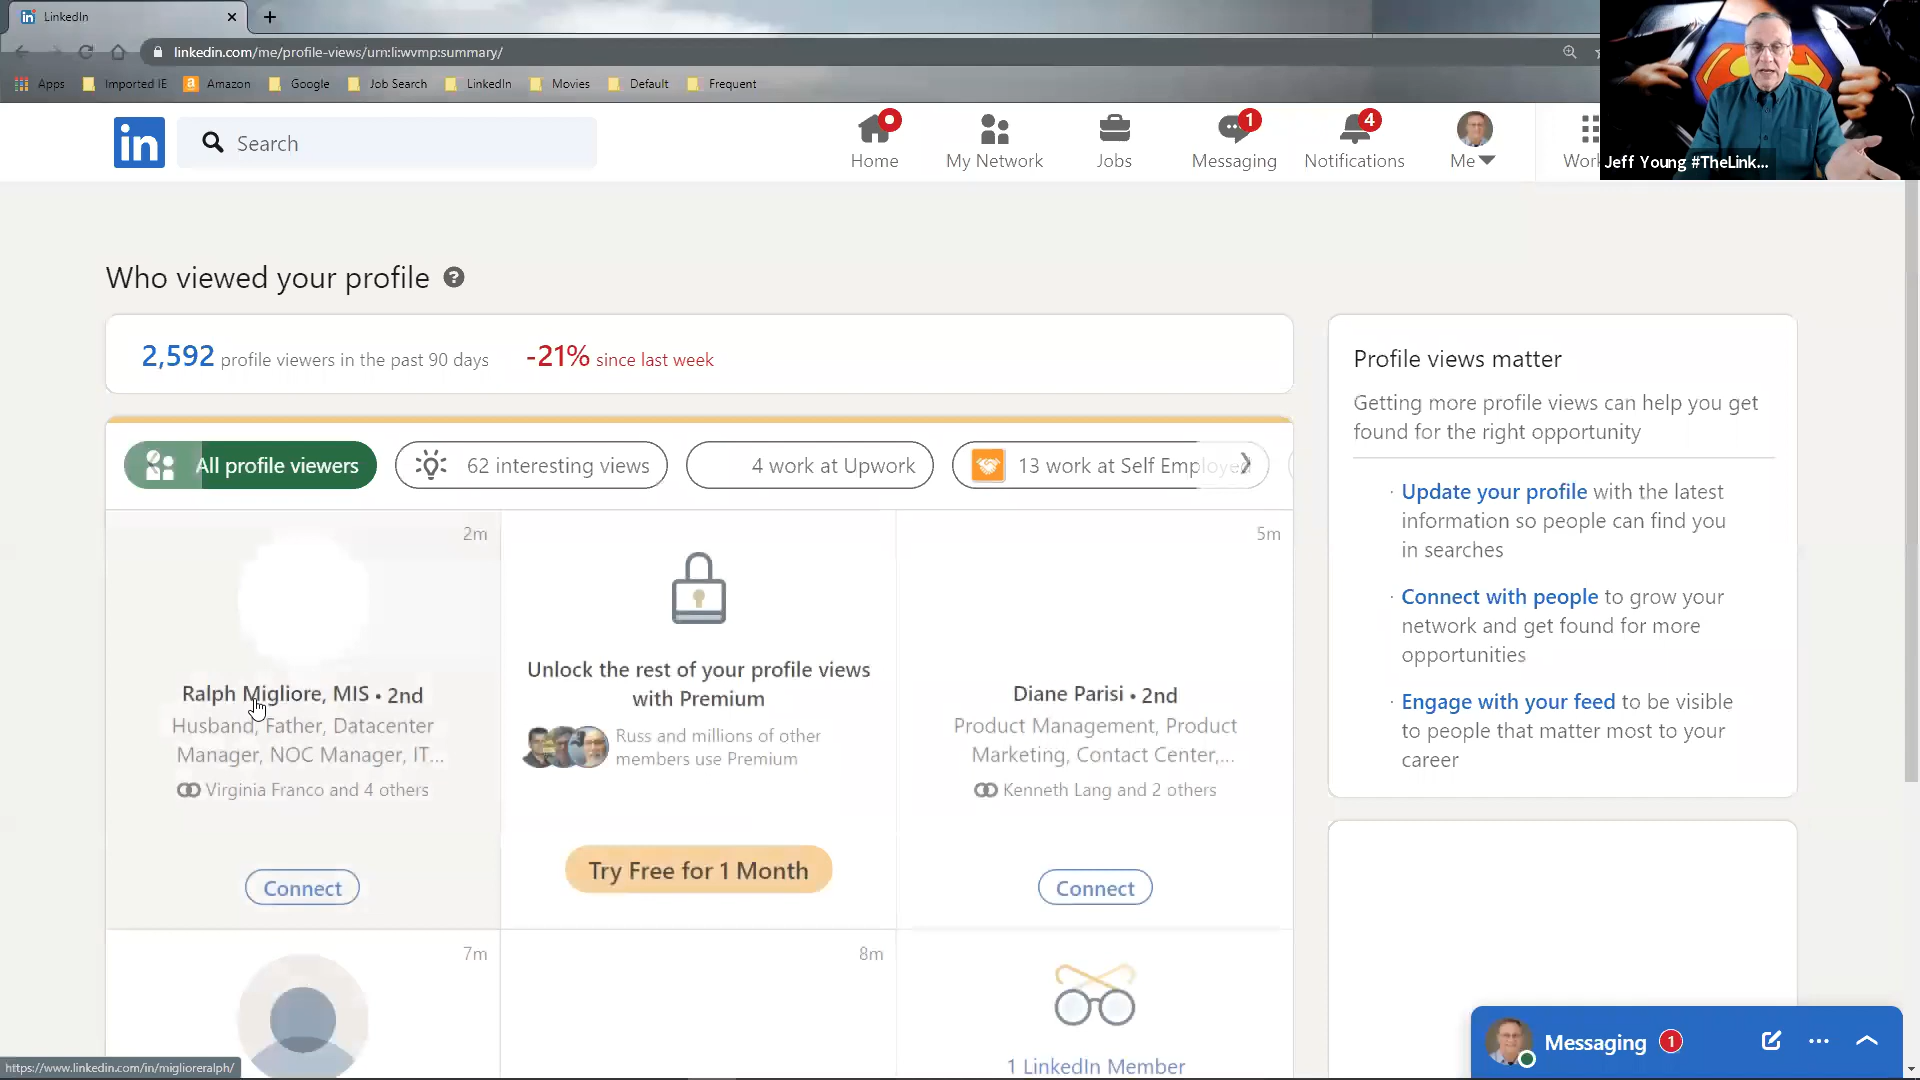 LinkedIn
linkedin.com/me/profile-views/urn:li:wvmp:summary/
Apps
Imported IE
Amazon
Google
Job Search
LinkedIn
Movies
Default
Frequent
in
Search
Home
My Network
Jobs
1
Messaging
4
Notifications
Me
Wor
Jeff Young #TheLink...
Who viewed your profile
2,592 profile viewers in the past 90 days -21% since last week
All profile viewers
62 interesting views
4 work at Upwork
13 work at Self Employe
2m
Ralph Migliore, MIS • 2nd
Husband, Father, Datacenter
Manager, NOC Manager, IT...
Virginia Franco and 4 others
Connect
Unlock the rest of your profile views
with Premium
Russ and millions of other
members use Premium
Try Free for 1 Month
5m
Diane Parisi • 2nd
Product Management, Product
Marketing, Contact Center,...
Kenneth Lang and 2 others
Connect
7m
8m
1 LinkedIn Member
Profile views matter
Getting more profile views can help you get
found for the right opportunity
· Update your profile with the latest
information so people can find you
in searches
· Connect with people to grow your
network and get found for more
opportunities
· Engage with your feed to be visible
to people that matter most to your
career
Messaging 1
https://www.linkedin.com/in/miglioreralph/